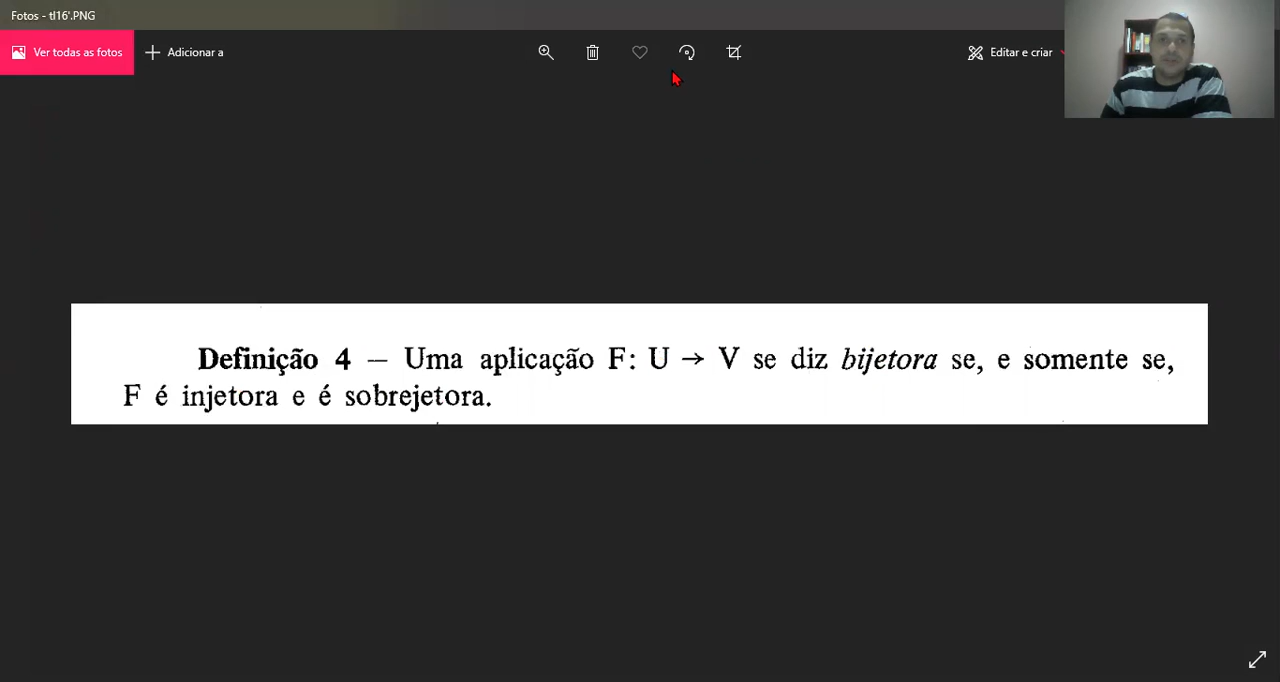 Fotos - tl16'.PNG
Ver todas as fotos
Adicionar a
Editar e criar
Definição 4 – Uma aplicação F: U → V se diz bijetora se, e somente se,
F é injetora e é sobrejetora.